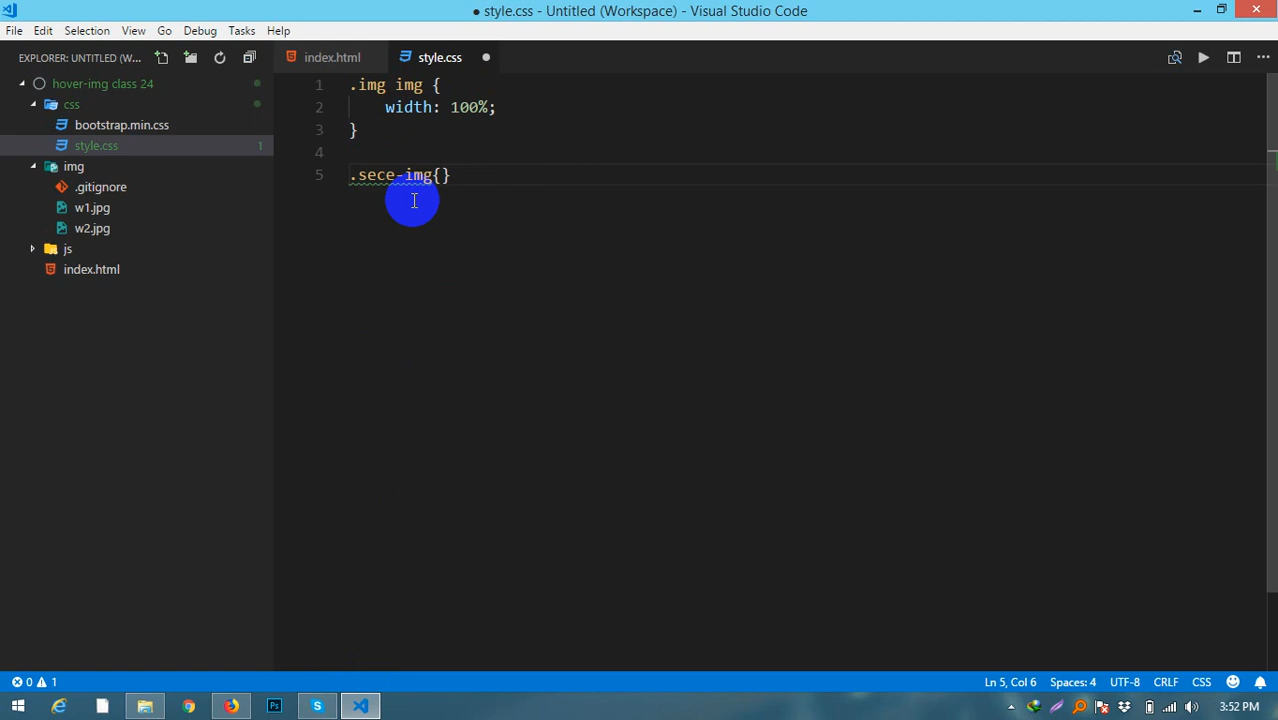 ● style.css - Untitled (Workspace) - Visual Studio Code
File Edit Selection View Go Debug Tasks Help
EXPLORER: UNTITLED (W...
index.html
style.css
hover-img class 24
css
bootstrap.min.css
style.css 1
img
.gitignore
w1.jpg
w2.jpg
js
index.html
1 .img img {
2 width: 100%;
3 }
4
5 .sece-img{}
0 1
Ln 5, Col 6 Spaces: 4 UTF-8 CRLF CSS
Ps
3:52 PM